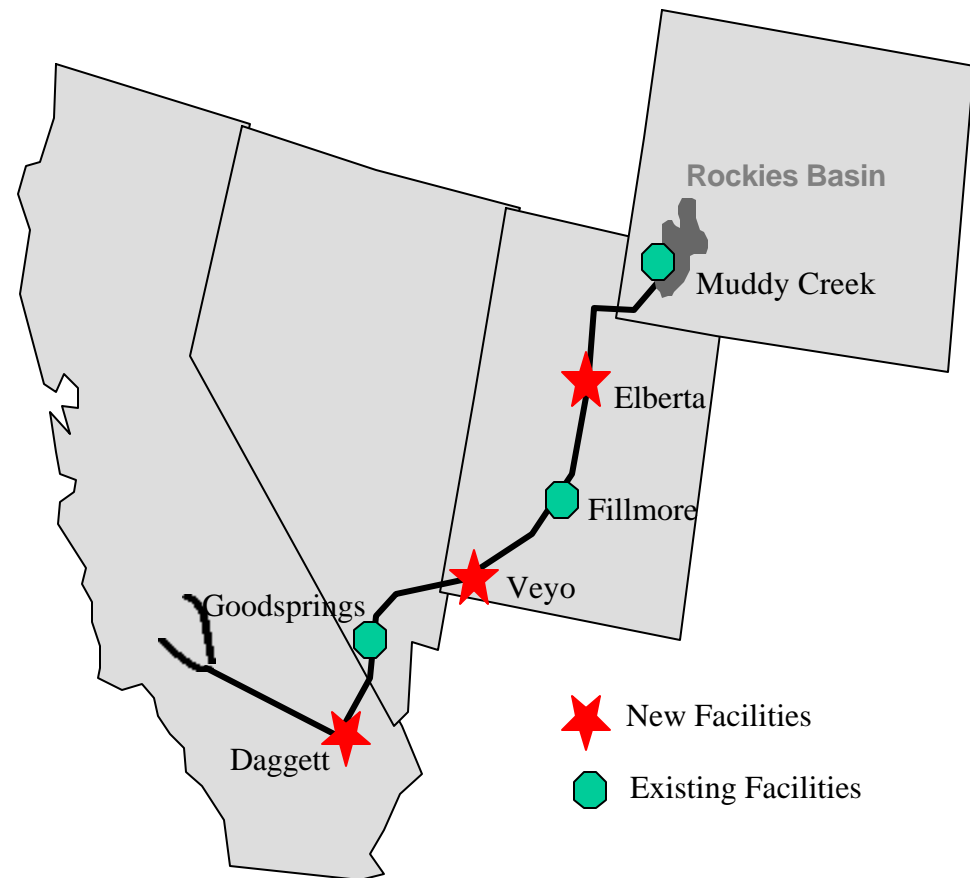 Rockies Basin
Muddy Creek
Elberta
Fillmore
Veyo
Goodsprings
Daggett
New Facilities
Existing Facilities